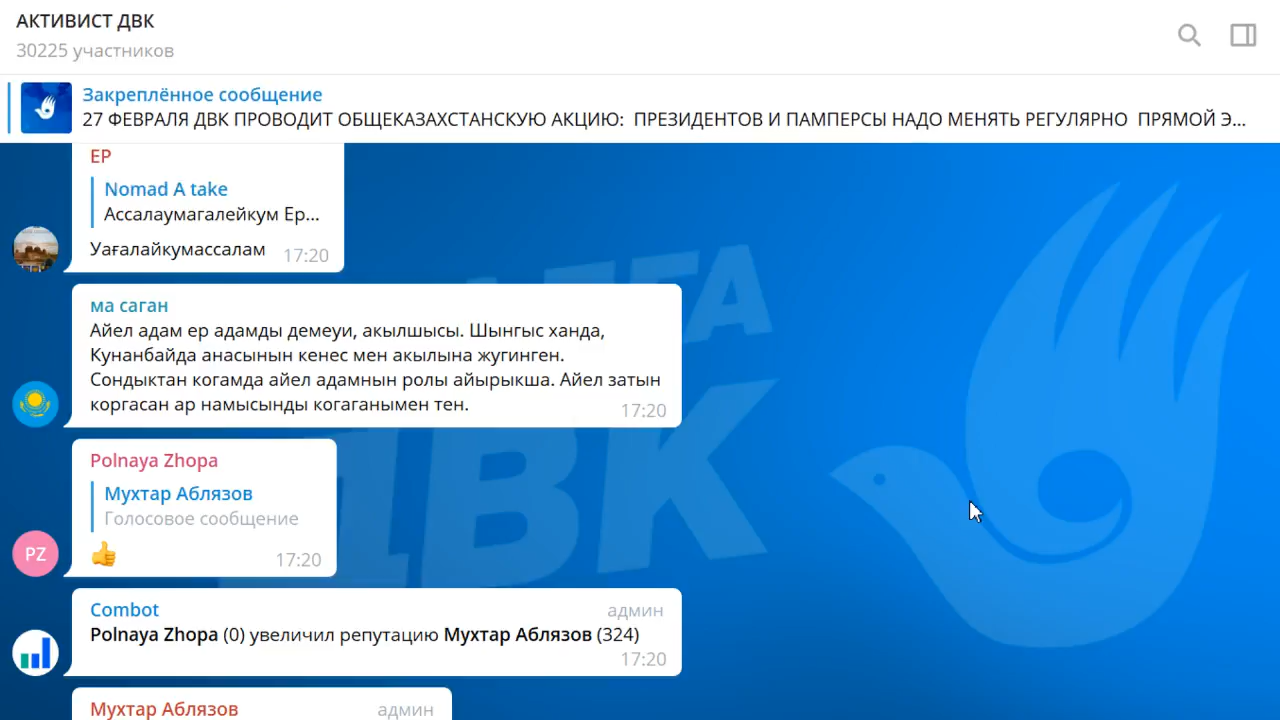 АКТИВИСТ ДВК
30225 участников
Закреплённое сообщение
27 ФЕВРАЛЯ ДВК ПРОВОДИТ ОБЩЕКАЗАХСТАНСКУЮ АКЦИЮ: ПРЕЗИДЕНТОВ И ПАМПЕРСЫ НАДО МЕНЯТЬ РЕГУЛЯРНО ПРЯМОЙ Э...
ЕР
Nomad A take
Ассалаумагалейкум Ер...
Уағалайкумассалам 17:20
ма саган
Айел адам ер адамды демеуи, акылшысы. Шынгыс ханда,
Кунанбайда анасынын кенес мен акылына жугинген.
Сондыктан когамда айел адамнын ролы айырыкша. Айел затын
коргасан ар намысынды когаганымен тен. 17:20
Polnaya Zhopa
Мухтар Аблязов
Голосовое сообщение
PZ
👍 17:20
Combot админ
Polnaya Zhopa (0) увеличил репутацию Мухтар Аблязов (324)
17:20
Мухтар Аблязов админ
ДВК